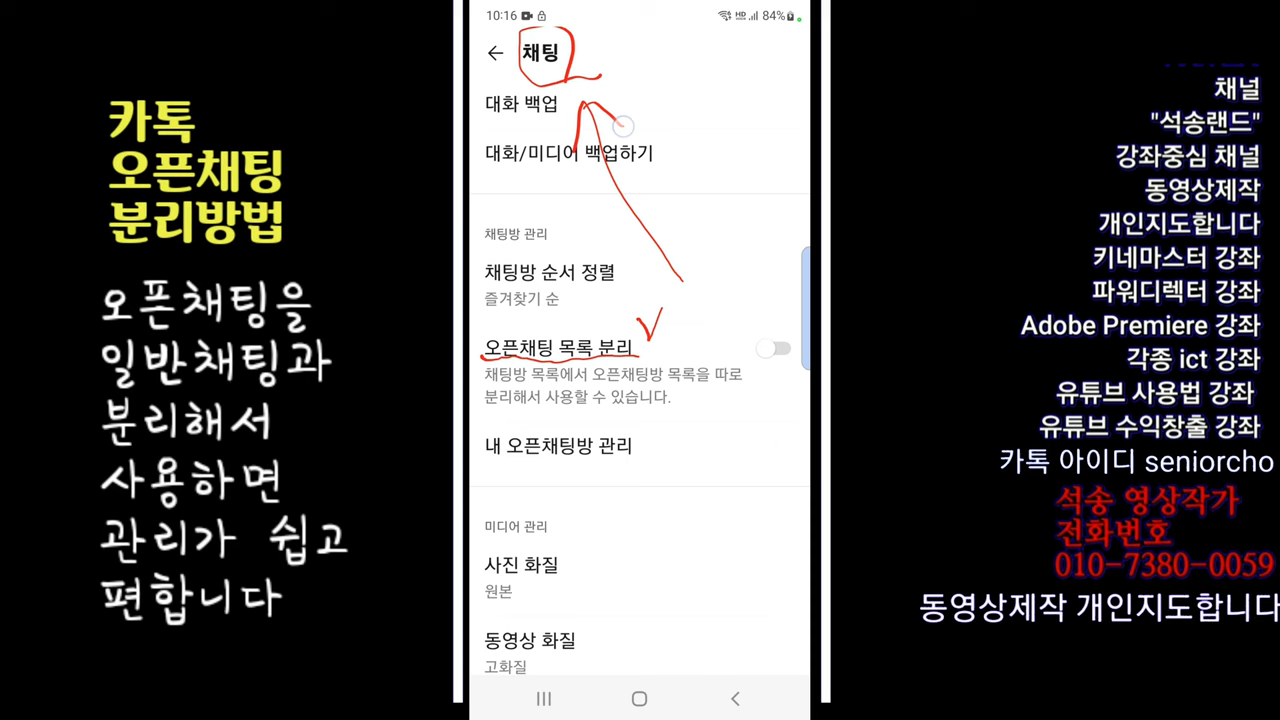 카톡
오픈채팅
분리방법
오픈채팅을
일반채팅과
분리해서
사용하면
관리가 쉽고
편합니다
10:16
84%
채팅
대화 백업
대화/미디어 백업하기
채팅방 관리
채팅방 순서 정렬
즐겨찾기 순
오픈채팅 목록 분리
채팅방 목록에서 오픈채팅방 목록을 따로
분리해서 사용할 수 있습니다.
내 오픈채팅방 관리
미디어 관리
사진 화질
원본
동영상 화질
고화질
채널
"석송랜드"
강좌중심 채널
동영상제작
개인지도합니다
키네마스터 강좌
파워디렉터 강좌
Adobe Premiere 강좌
각종 ict 강좌
유튜브 사용법 강좌
유튜브 수익창출 강좌
카톡 아이디 seniorcho
석송 영상작가
전화번호
010-7380-0059
동영상제작 개인지도합니다